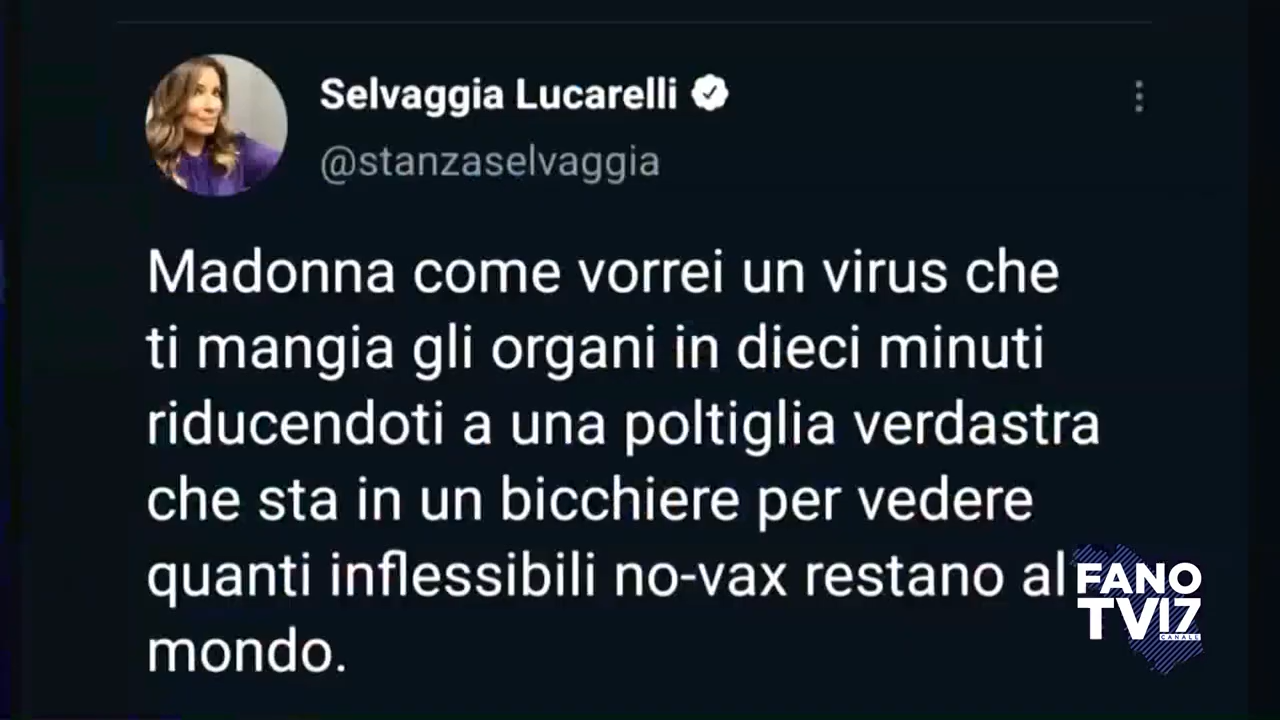 Selvaggia Lucarelli
@stanzaselvaggia
Madonna come vorrei un virus che
ti mangia gli organi in dieci minuti
riducendoti a una poltiglia verdastra
che sta in un bicchiere per vedere
quanti inflessibili no-vax restano al
mondo.
FANO
TV17
CANALE